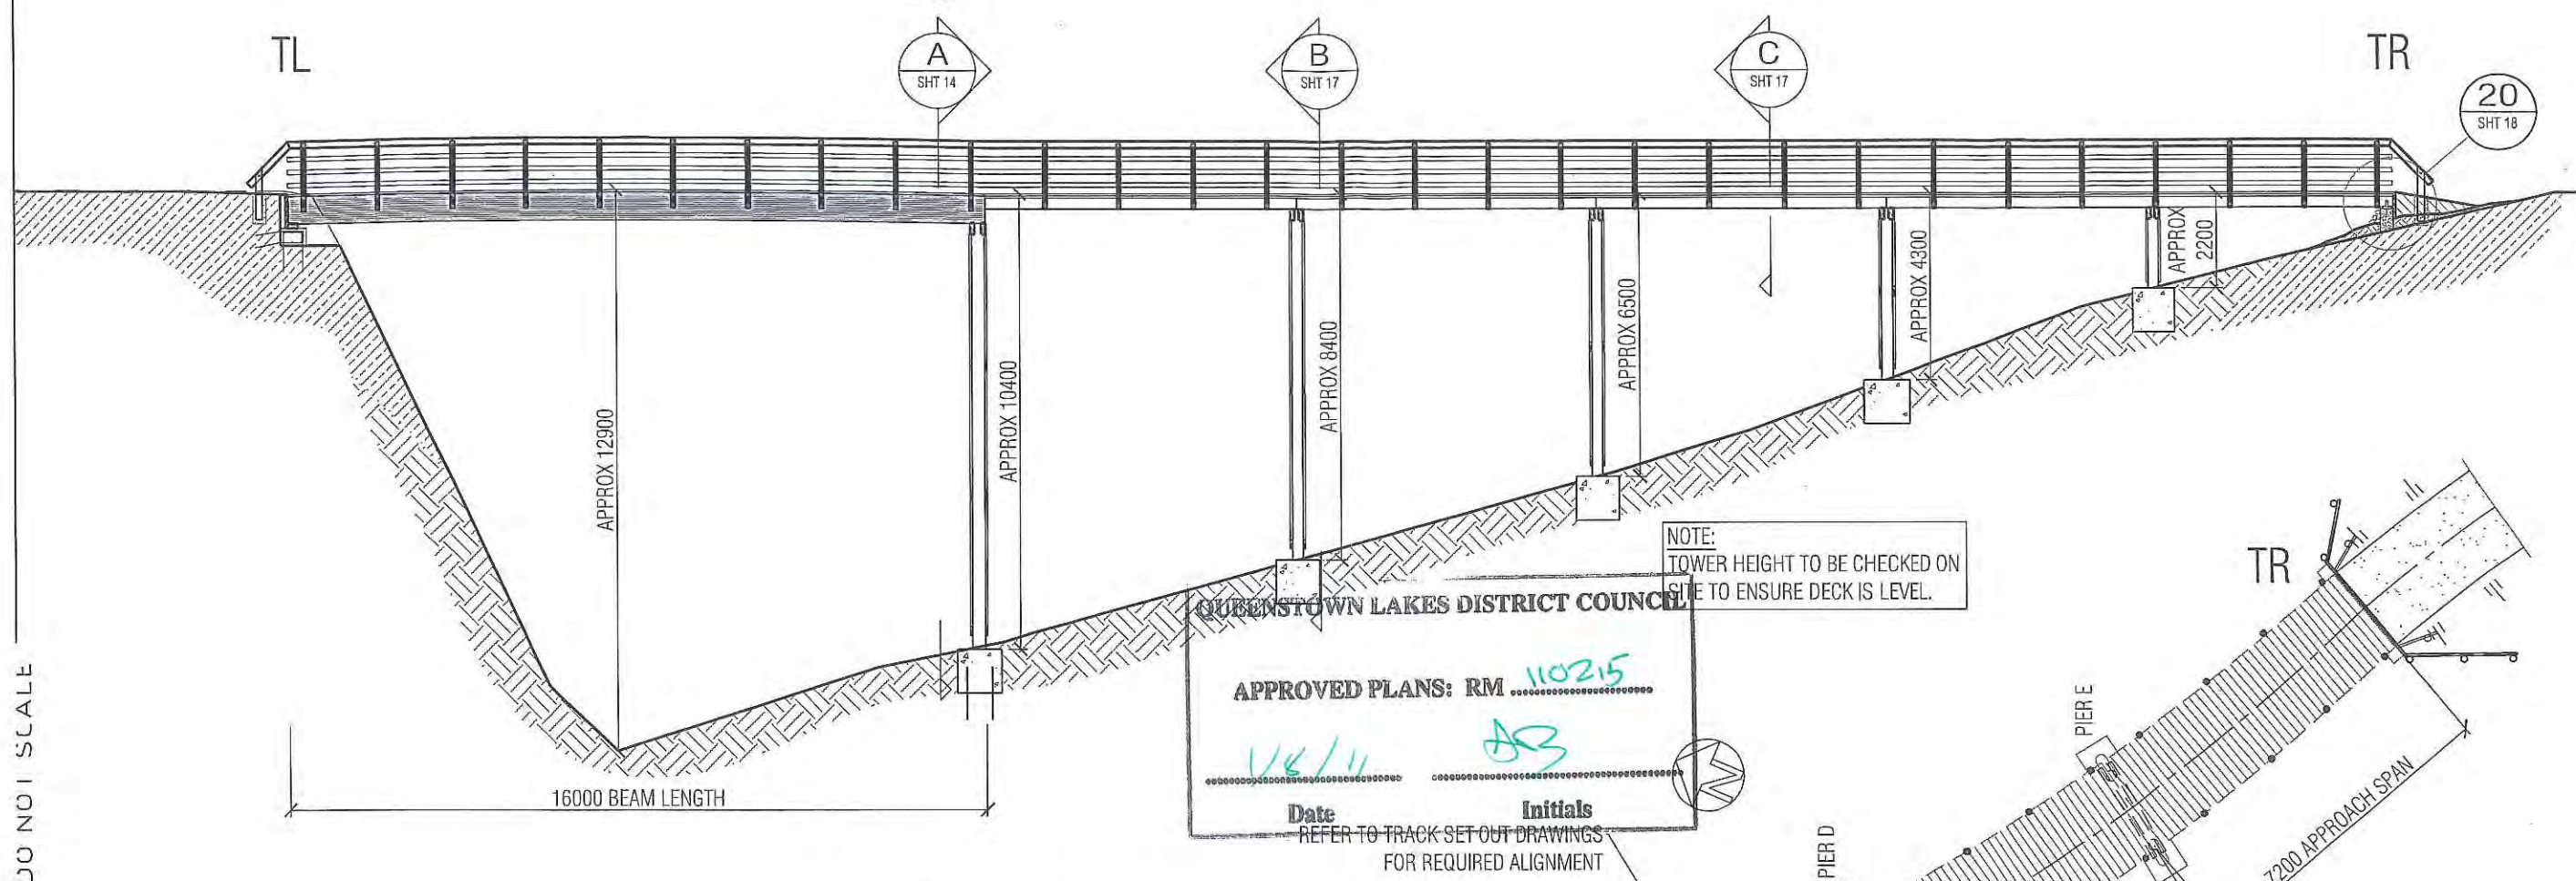 TL
A
SHT 14
B
SHT 17
C
SHT 17
TR
20
SHT 18
APPROX 12900
APPROX 10400
APPROX 8400
APPROX 6500
APPROX 4300
APPROX
2200
NOTE:
TOWER HEIGHT TO BE CHECKED ON
SITE TO ENSURE DECK IS LEVEL.
QUEENSTOWN LAKES DISTRICT COUNCIL
APPROVED PLANS: RM 110215
1/8/11
AB
Date Initials
REFER TO TRACK SET OUT DRAWINGS
FOR REQUIRED ALIGNMENT
16000 BEAM LENGTH
DO NOT SCALE
TR
PIER E
PIER D
7200 APPROACH SPAN